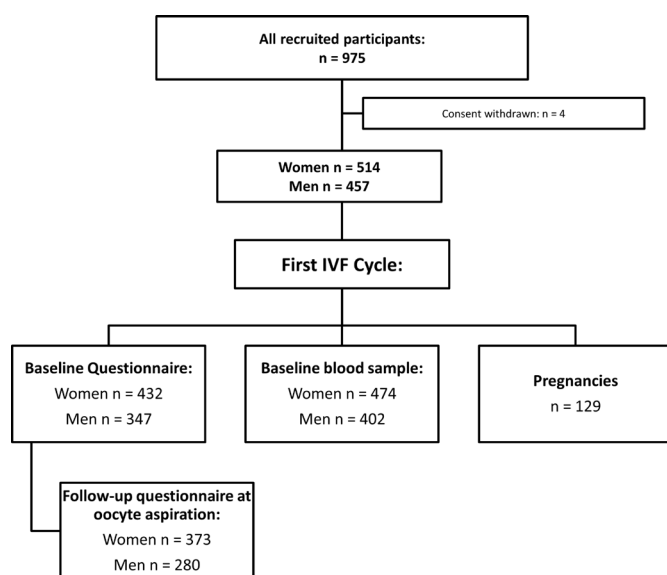 All recruited participants:
n = 975
Consent withdrawn: n = 4
Women n = 514
Men n = 457
First IVF Cycle:
Baseline Questionnaire:
Women n = 432
Men n = 347
Baseline blood sample:
Women n = 474
Men n = 402
Pregnancies
n = 129
Follow-up questionnaire at
oocyte aspiration:
Women n = 373
Men n = 280